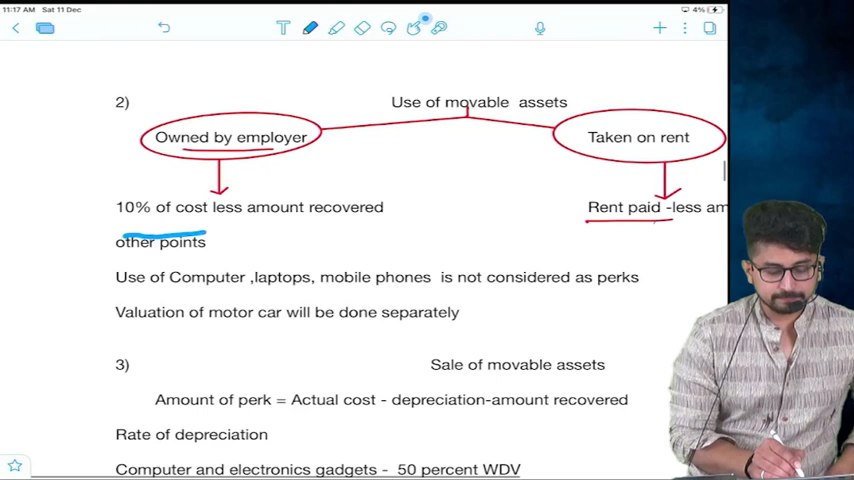 11:17 AM Sat 11 Dec 4%
2) Use of movable assets
Owned by employer Taken on rent
10% of cost less amount recovered Rent paid -less am
other points
Use of Computer ,laptops, mobile phones is not considered as perks
Valuation of motor car will be done separately
3) Sale of movable assets
Amount of perk = Actual cost - depreciation-amount recovered
Rate of depreciation
Computer and electronics gadgets - 50 percent WDV